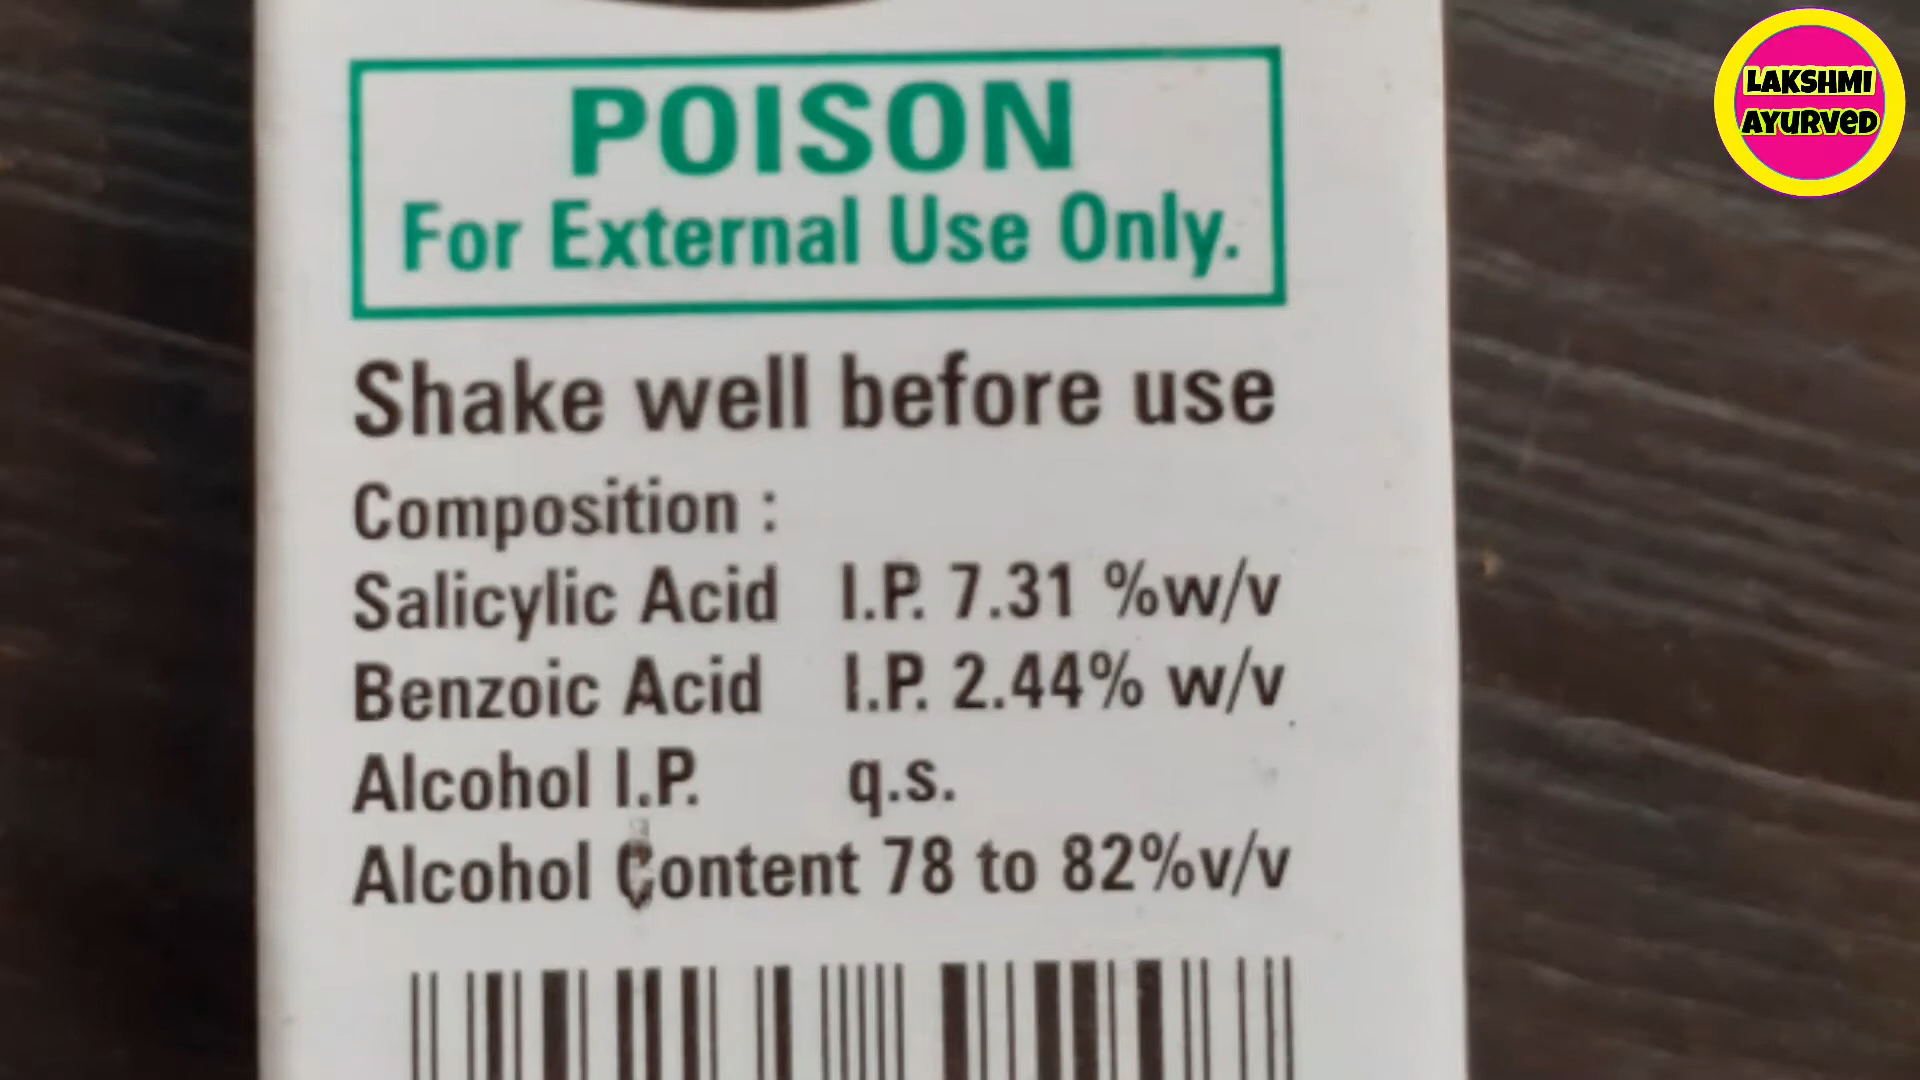 POISON
For External Use Only.
Shake well before use
Composition :
Salicylic Acid I.P. 7.31 %w/v
Benzoic Acid I.P. 2.44% w/v
Alcohol I.P. q.s.
Alcohol Content 78 to 82%v/v
LAKSHMI
AYURVED